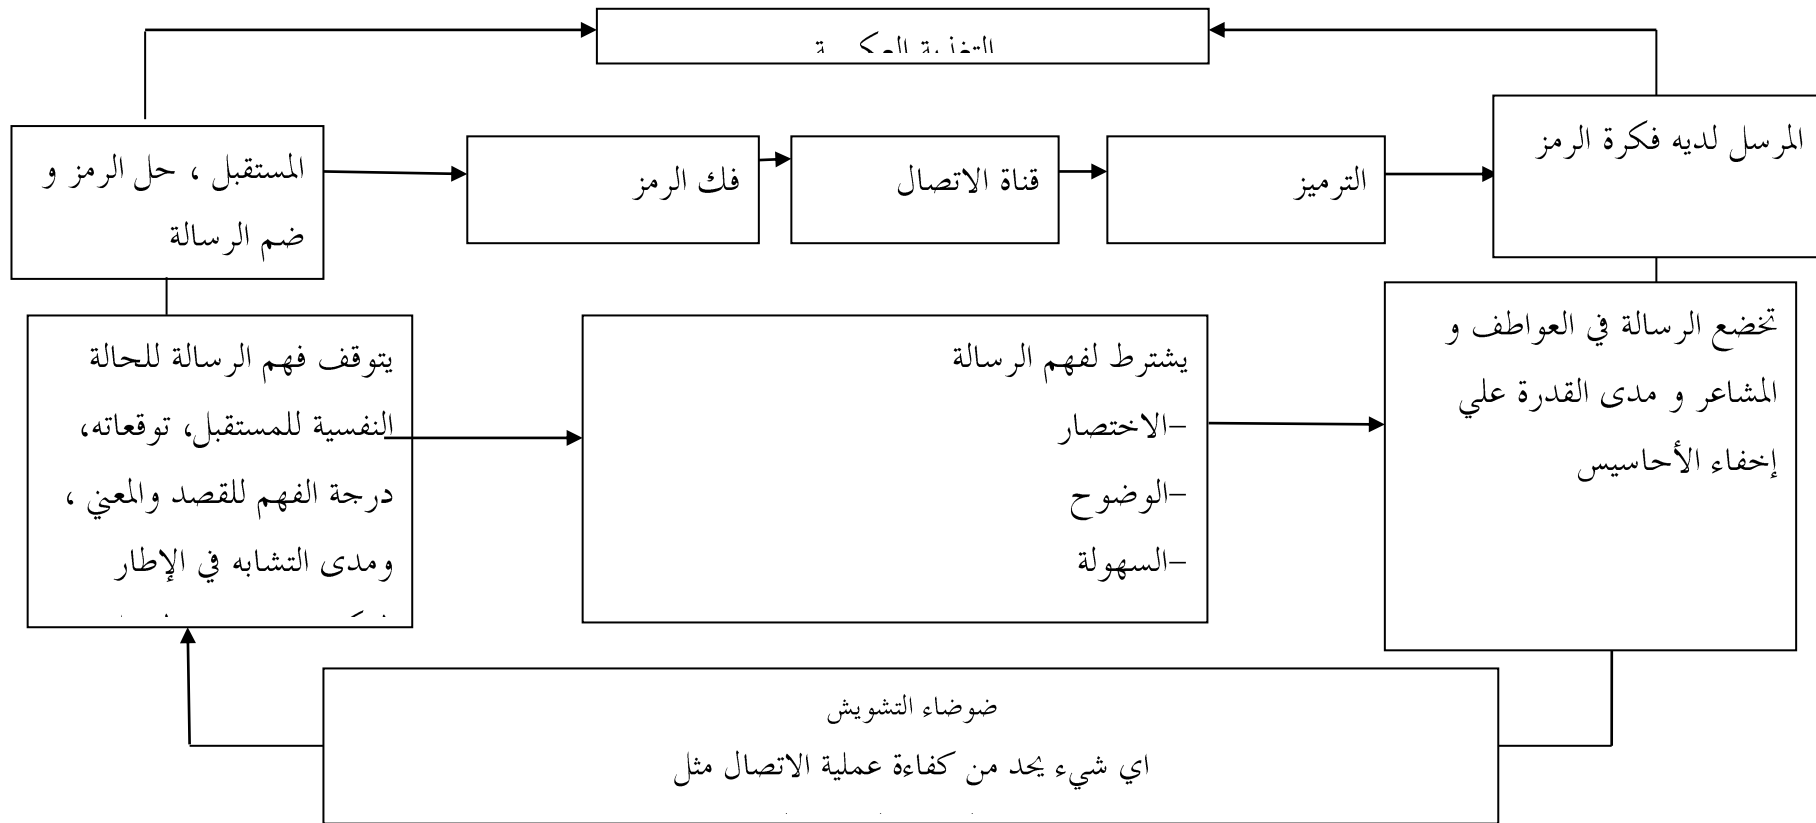 التغذية العكسية
المرسل لديه فكرة الرمز
الترميز
قناة الاتصال
فك الرمز
المستقبل ، حل الرمز و
ضم الرسالة
تخضع الرسالة في العواطف و
المشاعر و مدى القدرة علي
إخفاء الأحاسيس
يشترط لفهم الرسالة
-الاختصار
-الوضوح
-السهولة
يتوقف فهم الرسالة للحالة
النفسية للمستقبل، توقعاته،
درجة الفهم للقصد والمعني ،
ومدى التشابه في الإطار
ضوضاء التشويش
اي شيء يحد من كفاءة عملية الاتصال مثل